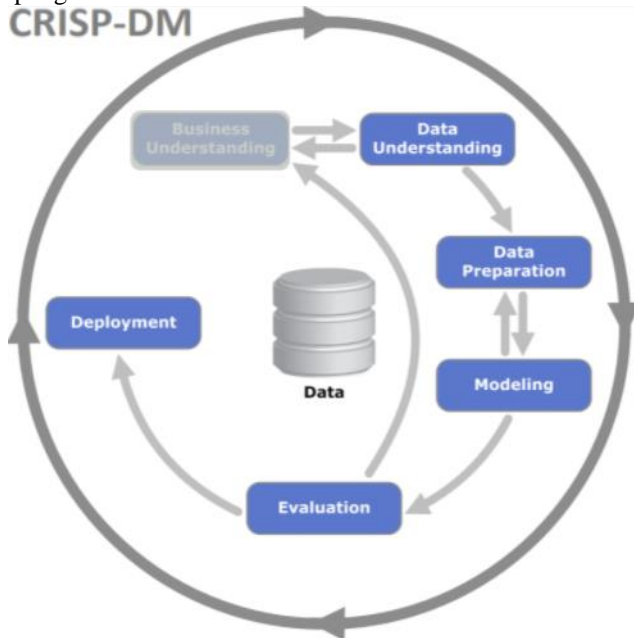 CRISP-DM
Business
Understanding
Data
Understanding
Data
Preparation
Deployment
Modeling
Data
Evaluation